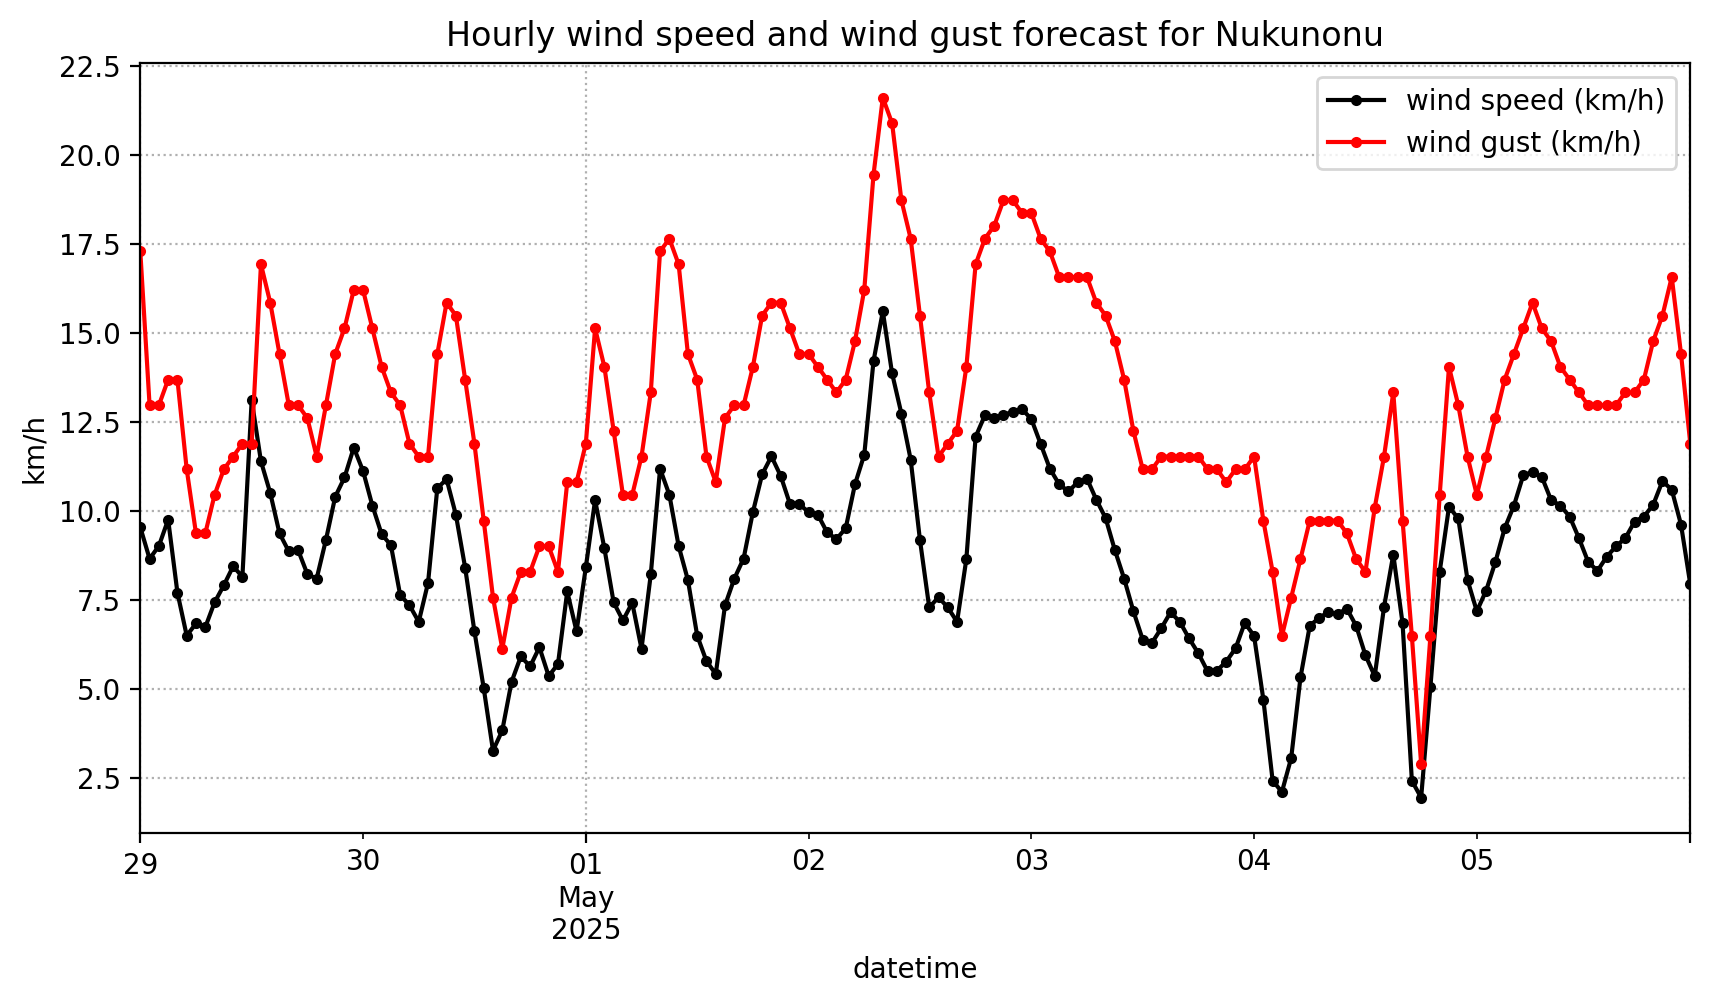 Hourly wind speed and wind gust forecast for Nukunonu
wind speed (km/h)
wind gust (km/h)
km/h
22.5
20.0
17.5
15.0
12.5
10.0
7.5
5.0
2.5
29
30
01
02
03
04
05
May
2025
datetime